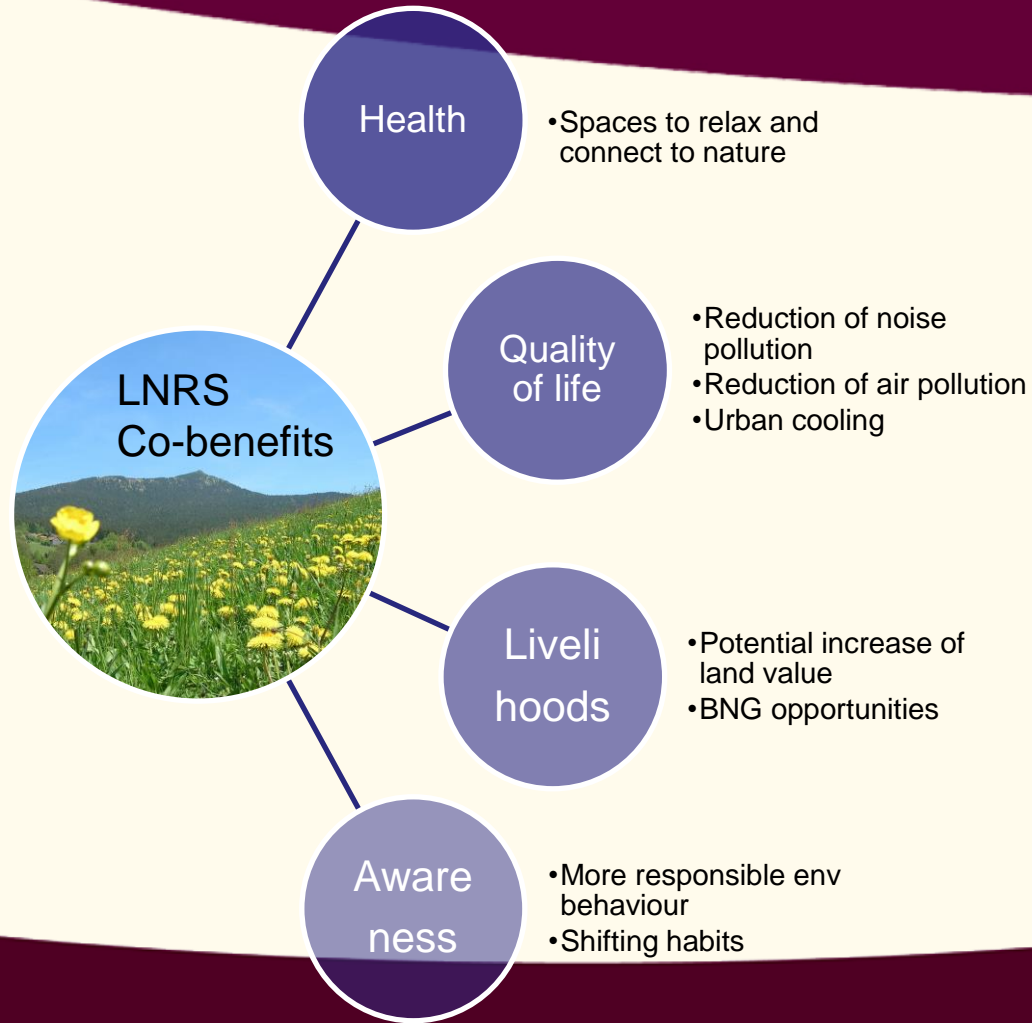 Health
•Spaces to relax and
connect to nature
LNRS
Co-benefits
Quality
of life
•Reduction of noise
pollution
•Reduction of air pollution
•Urban cooling
Liveli
hoods
•Potential increase of
land value
•BNG opportunities
Aware
ness
•More responsible env
behaviour
•Shifting habits